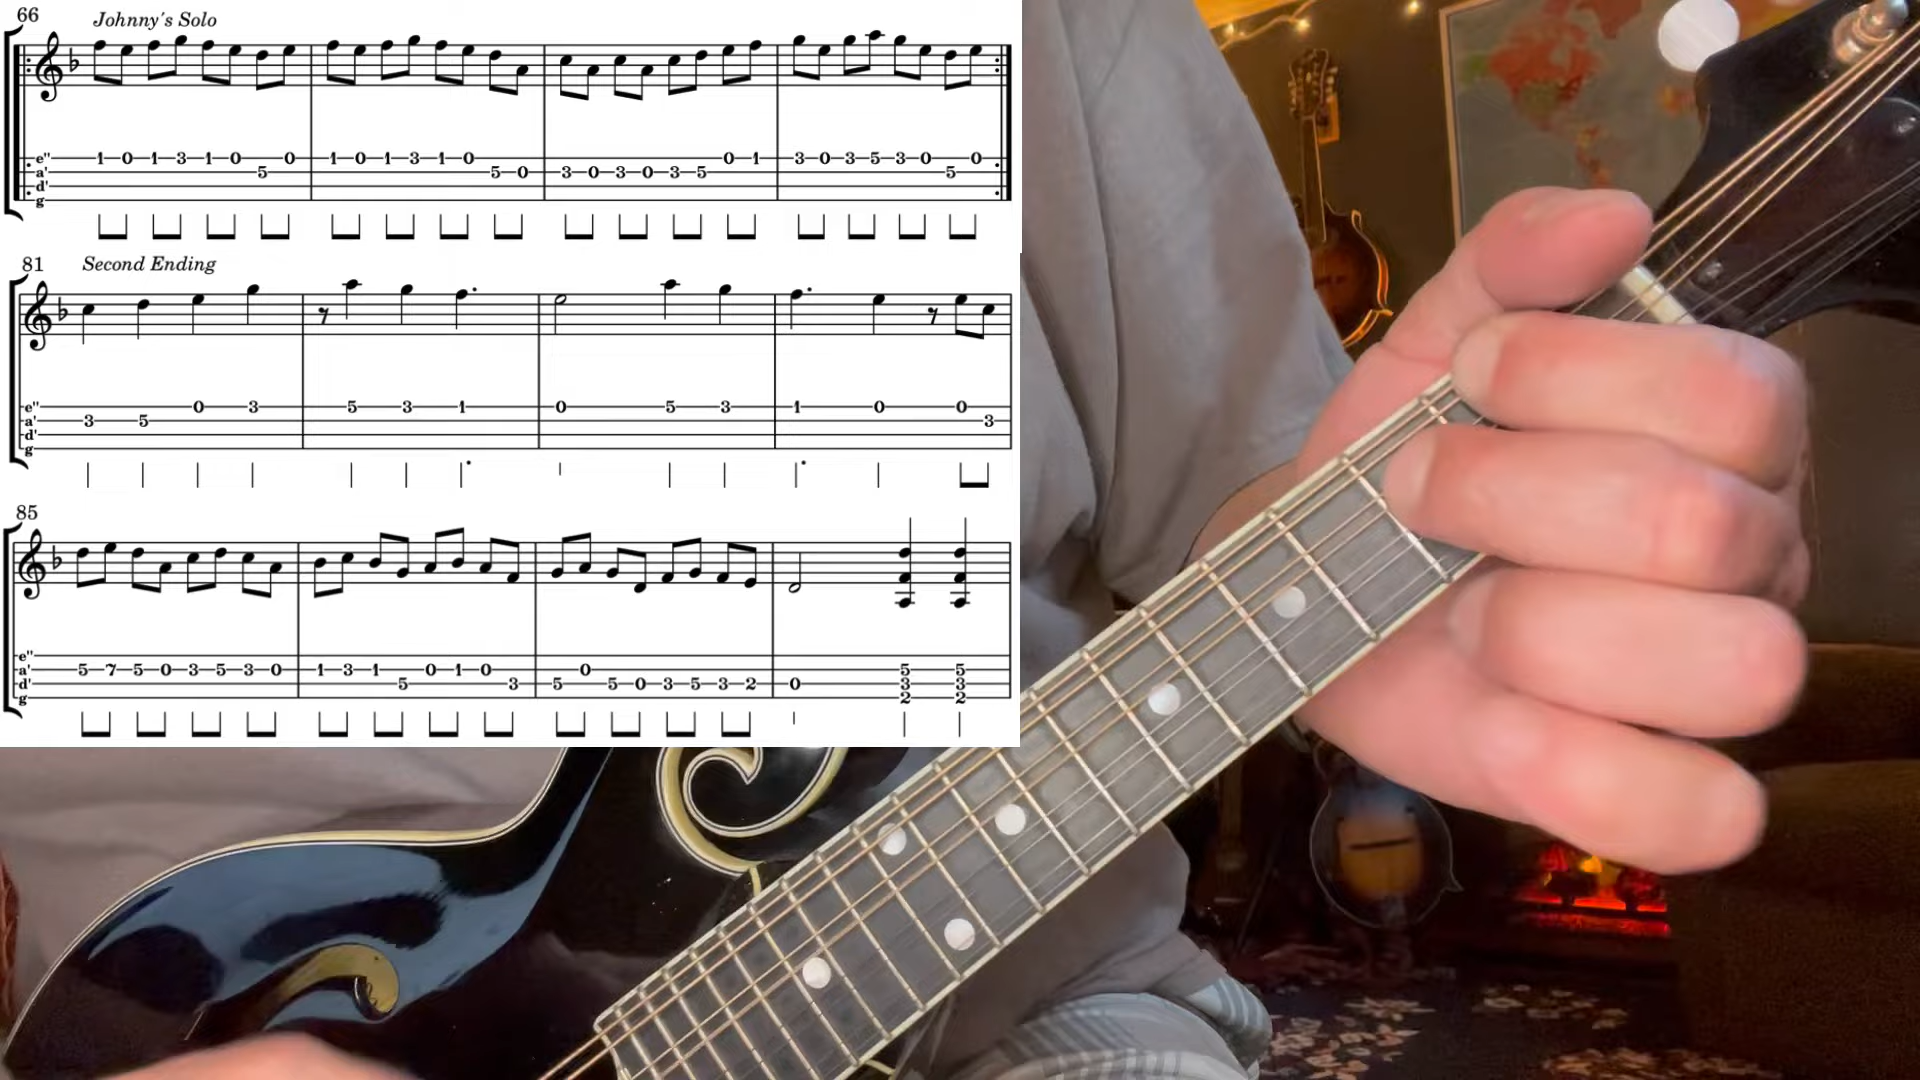 66 Johnny's Solo
e" 1 0 1 3 1 0 0 1 0 1 3 1 0 0 1 3 0 3 5 3 0 0
a' 5 5 0 3 0 3 0 3 5 5
d'
g
81 Second Ending
e" 0 3 5 3 1 0 5 3 1 0 0
a' 3 5 3
d'
g
85
e"
a' 5 7 5 0 3 5 3 0 1 3 1 0 1 0 0 5 5
d' 5 3 5 5 0 3 5 3 2 0 3 3
g 2 2